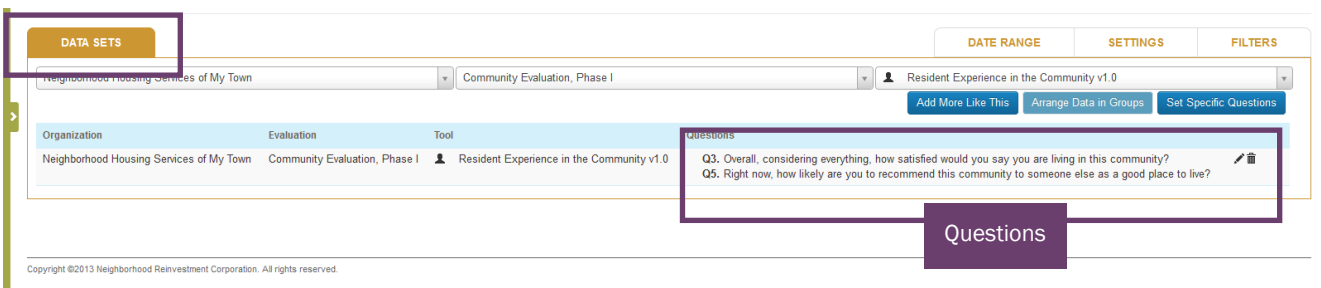 DATA SETS
DATE RANGE
SETTINGS
FILTERS
Neighborhood Housing Services of My Town
Community Evaluation, Phase I
Resident Experience in the Community v1.0
Add More Like This
Arrange Data in Groups
Set Specific Questions
Organization
Evaluation
Tool
Questions
Neighborhood Housing Services of My Town
Community Evaluation, Phase I
Resident Experience in the Community v1.0
Q3. Overall, considering everything, how satisfied would you say you are living in this community?
Q5. Right now, how likely are you to recommend this community to someone else as a good place to live?
Questions
Copyright ©2013 Neighborhood Reinvestment Corporation. All rights reserved.